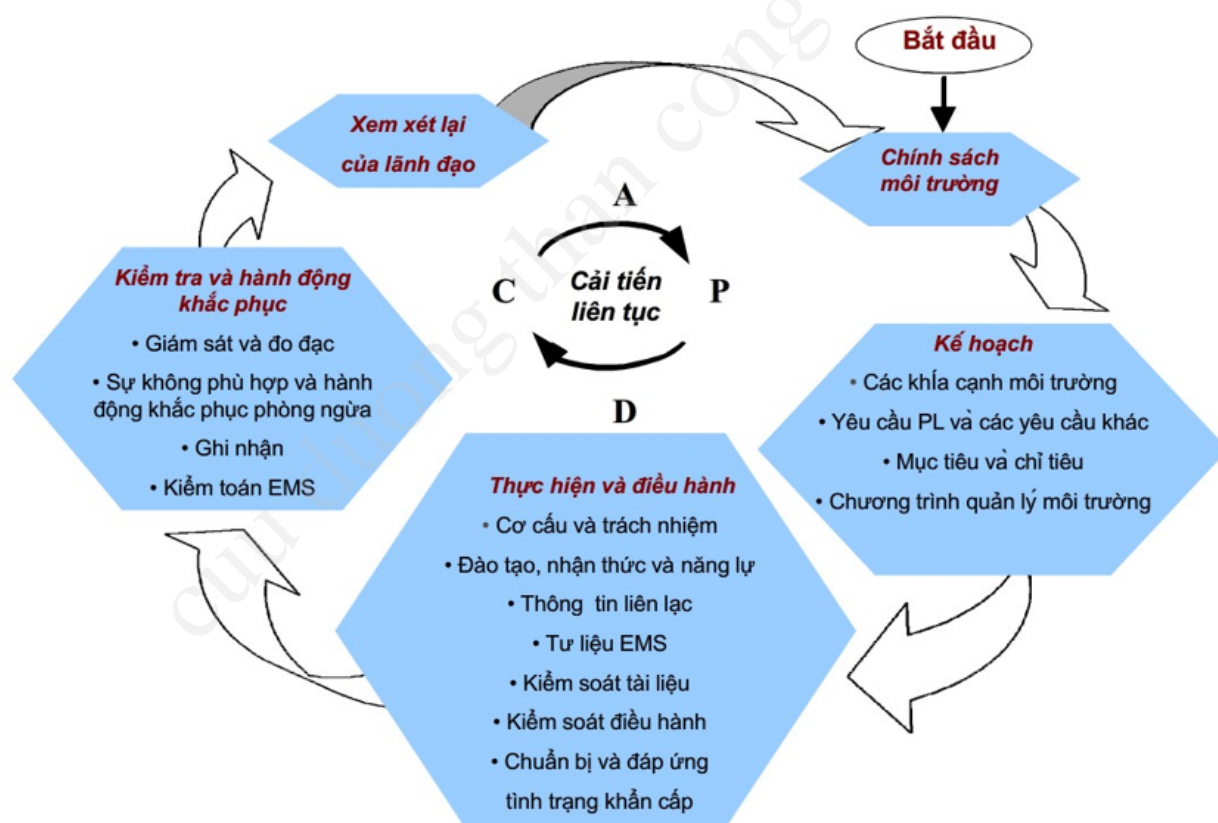 Bắt đầu
Xem xét lại
của lãnh đạo
Chính sách
môi trường
A
C
Cải tiến
liên tục
P
D
Kiểm tra và hành động
khắc phục
• Giám sát và đo đạc
• Sự không phù hợp và hành
động khắc phục phòng ngừa
• Ghi nhận
• Kiểm toán EMS
Kế hoạch
• Các khía cạnh môi trường
• Yêu cầu PL và các yêu cầu khác
• Mục tiêu và chỉ tiêu
• Chương trình quản lý môi trường
Thực hiện và điều hành
• Cơ cấu và trách nhiệm
• Đào tạo, nhận thức và năng lự
• Thông tin liên lạc
• Tư liệu EMS
• Kiểm soát tài liệu
• Kiểm soát điều hành
• Chuẩn bị và đáp ứng
tình trạng khẩn cấp
cuu duong than cong